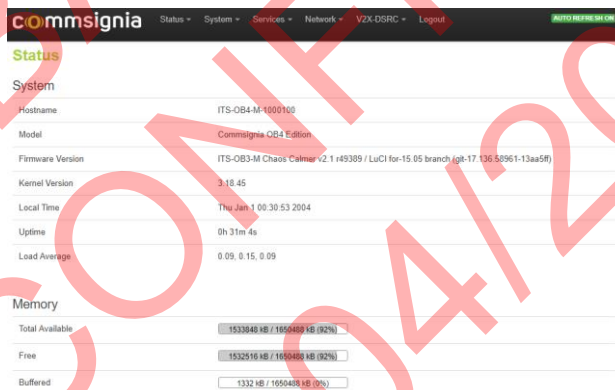 commsignia Status System Services Network V2X-DSRC Logout AUTO REFRESH ON
Status
System
Hostname ITS-OB4-M-1000100
Model Commsignia OB4 Edition
Firmware Version ITS-OB3-M Chaos Calmer v2.1 r49389 / LuCI for-15.05 branch (git-17.136.58961-13aa5ff)
Kernel Version 3.18.45
Local Time Thu Jan 1 00:30:53 2004
Uptime 0h 31m 4s
Load Average 0.09, 0.15, 0.09
Memory
Total Available 1533848 kB / 1650488 kB (92%)
Free 1532516 kB / 1650488 kB (92%)
Buffered 1332 kB / 1650488 kB (0%)